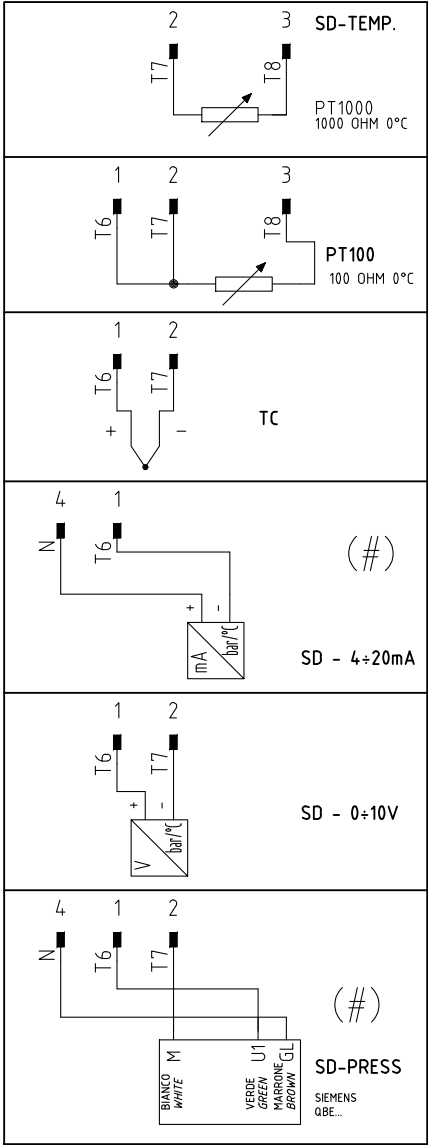 2 3 SD-TEMP.
T7 T8
PT1000
1000 OHM 0°C
1 2 3
T6 T7 T8
PT100
100 OHM 0°C
1 2
T6 T7
+ -
TC
4 1
N T6
(#)
+ -
mA bar/°C
SD - 4÷20mA
1 2
T6 T7
+ -
V bar/°C
SD - 0÷10V
4 1 2
N T6 T7
(#)
M U1 GL
BIANCO
WHITE
VERDE
GREEN
MARRONE
BROWN
SD-PRESS
SIEMENS
QBE...